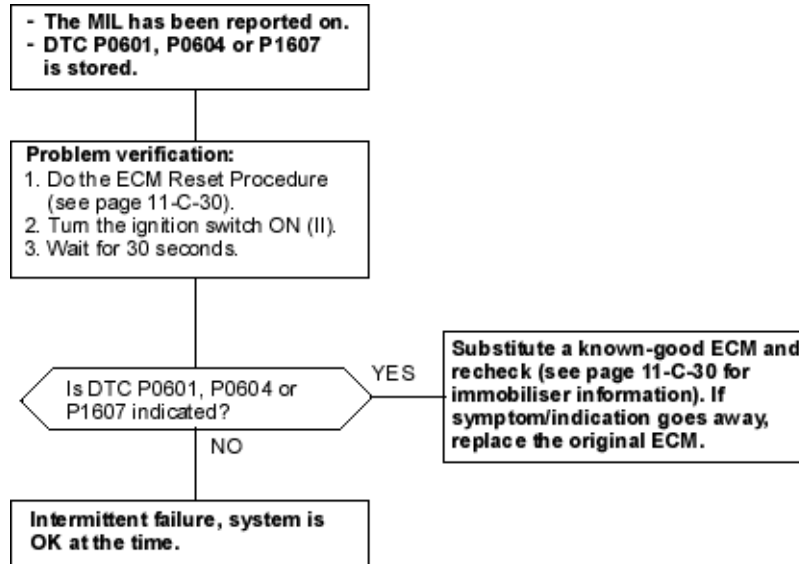 - The MIL has been reported on.
- DTC P0601, P0604 or P1607
is stored.
Problem verification:
1. Do the ECM Reset Procedure
(see page 11-C-30).
2. Turn the ignition switch ON (II).
3. Wait for 30 seconds.
Is DTC P0601, P0604 or
P1607 indicated?
YES
Substitute a known-good ECM and
recheck (see page 11-C-30 for
immobiliser information). If
symptom/indication goes away,
replace the original ECM.
NO
Intermittent failure, system is
OK at the time.